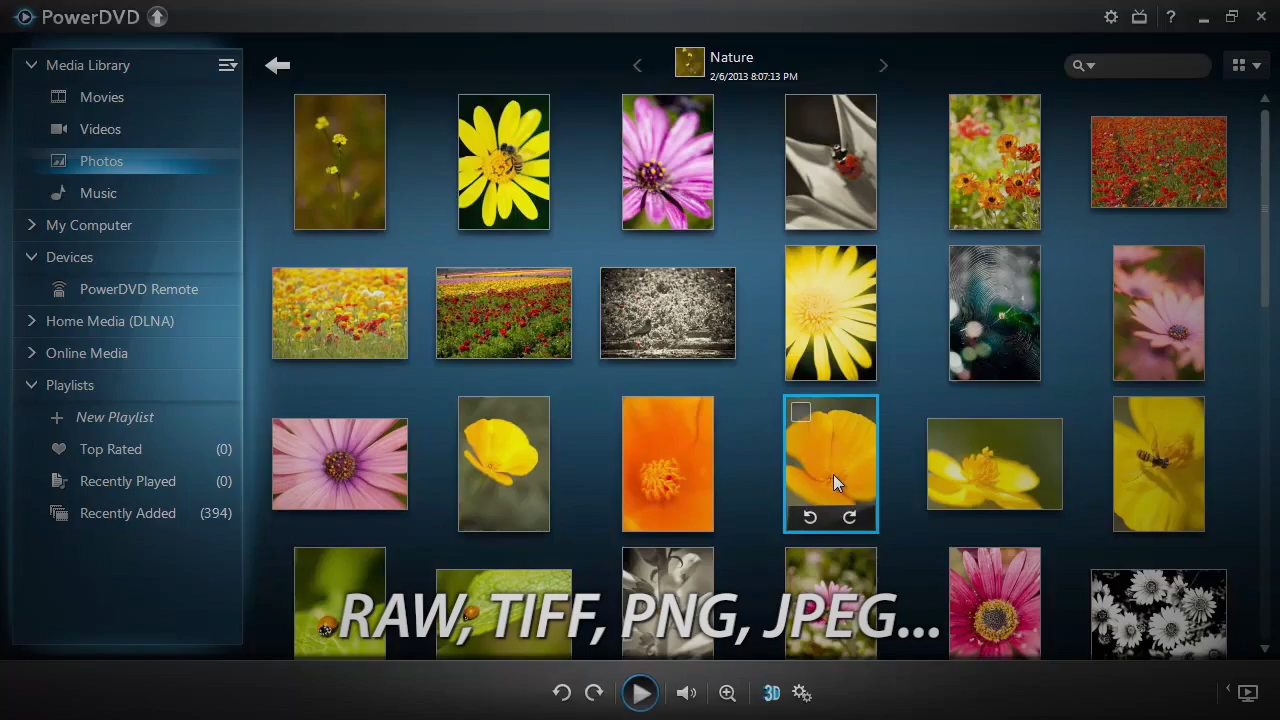 PowerDVD
?
Media Library
Movies
Videos
Photos
Music
My Computer
Devices
PowerDVD Remote
Home Media (DLNA)
Online Media
Playlists
New Playlist
Top Rated (0)
Recently Played (0)
Recently Added (394)
Nature
2/6/2013 8:07:13 PM
RAW, TIFF, PNG, JPEG...
3D